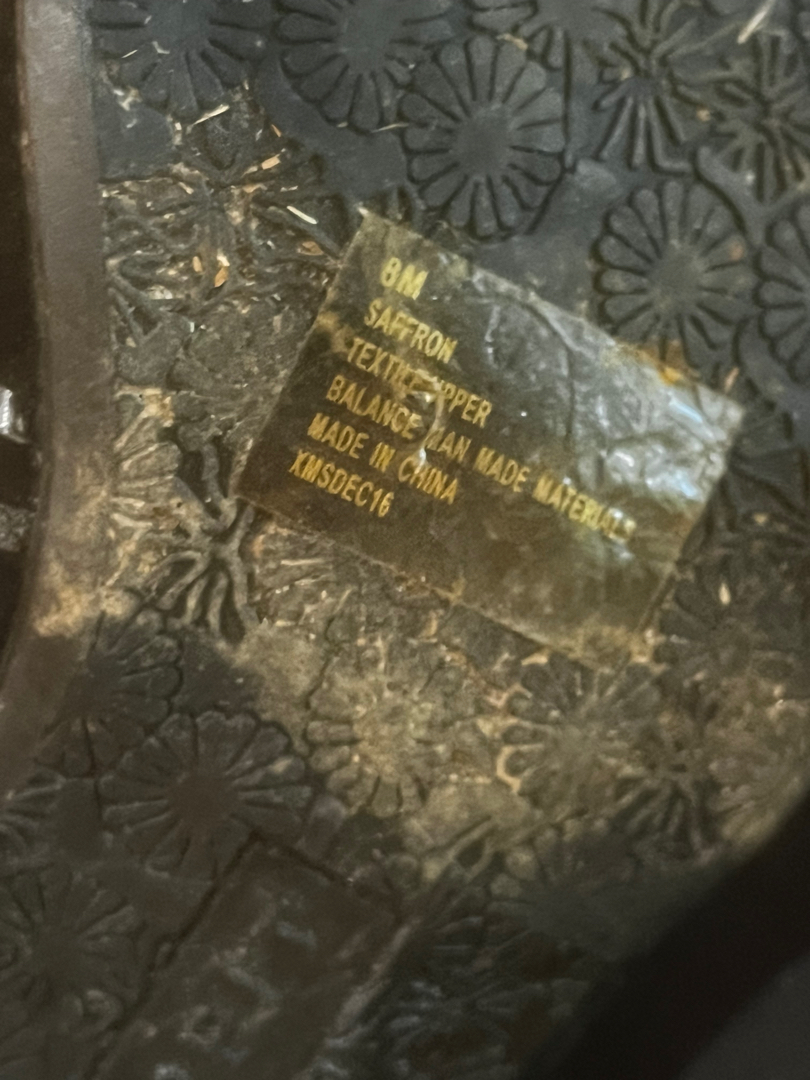 8M
SAFFRON
TEXTILE UPPER
BALANCE MAN MADE MATERIALS
MADE IN CHINA
XMSDEC16